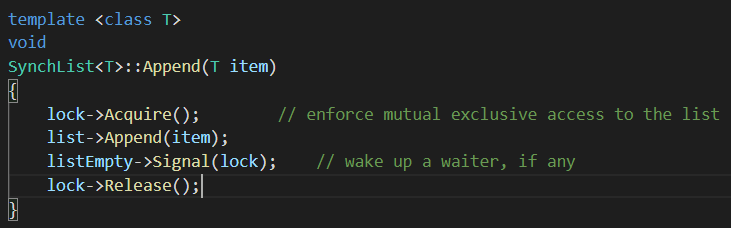 template <class T>
void
SynchList<T>::Append(T item)
{
    lock->Acquire();        // enforce mutual exclusive access to the list
    list->Append(item);
    listEmpty->Signal(lock);    // wake up a waiter, if any
    lock->Release();
}